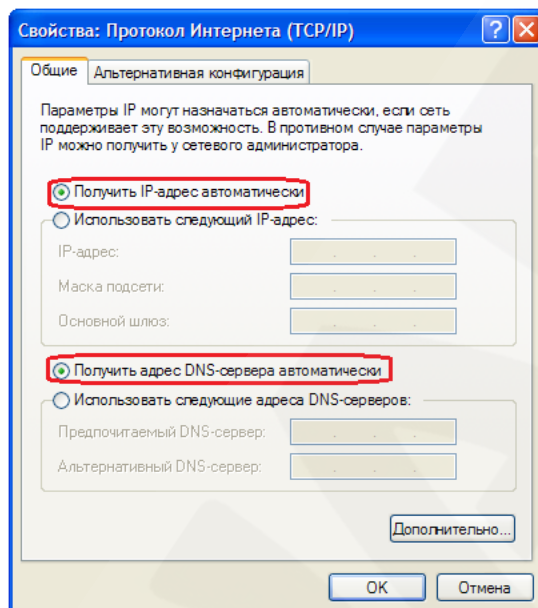 Свойства: Протокол Интернета (TCP/IP)
Общие
Альтернативная конфигурация
Параметры IP могут назначаться автоматически, если сеть
поддерживает эту возможность. В противном случае параметры
IP можно получить у сетевого администратора.
Получить IP-адрес автоматически
Использовать следующий IP-адрес:
IP-адрес:
Маска подсети:
Основной шлюз:
Получить адрес DNS-сервера автоматически
Использовать следующие адреса DNS-серверов:
Предпочитаемый DNS-сервер:
Альтернативный DNS-сервер:
Дополнительно...
OK
Отмена